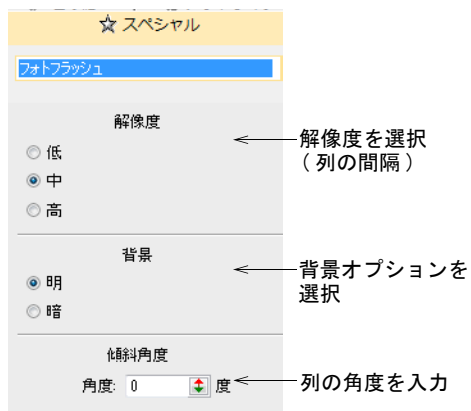 ☆ スペシャル
フォトフラッシュ
解像度
低
中
高
解像度を選択
(列の間隔)
背景
明
暗
背景オプションを
選択
傾斜角度
角度: 0 度
列の角度を入力